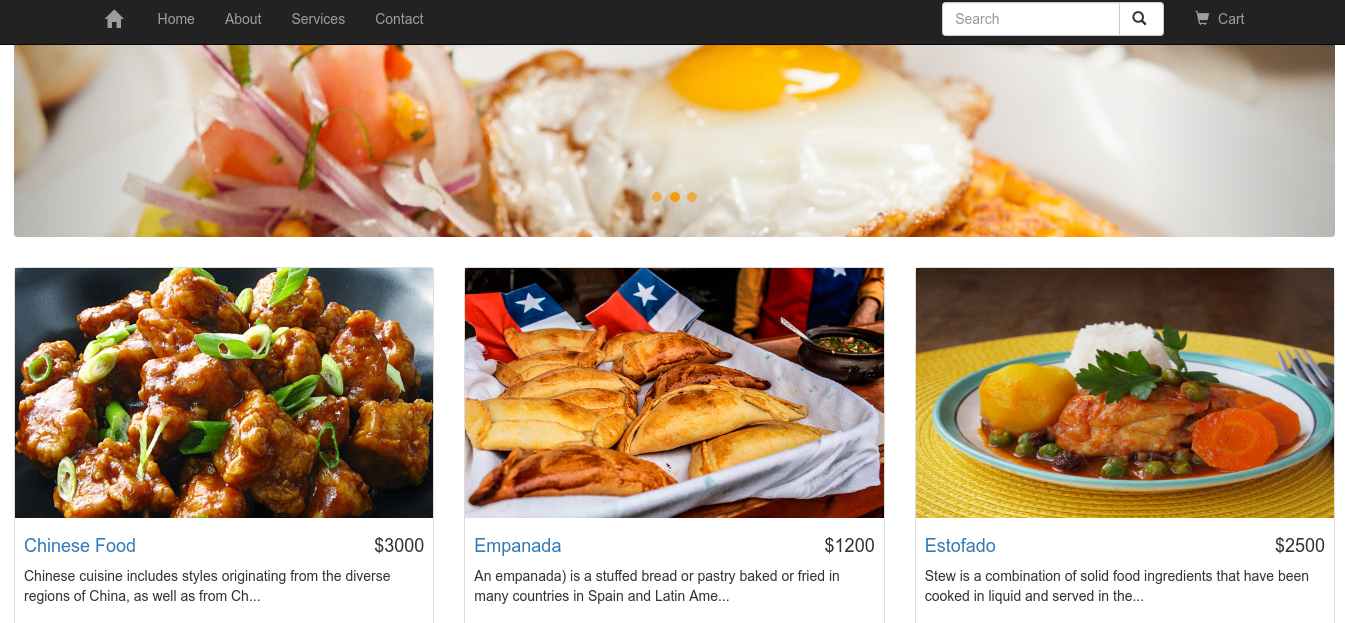 Home About Services Contact Search Cart
Chinese Food $3000
Chinese cuisine includes styles originating from the diverse
regions of China, as well as from Ch...
Empanada $1200
An empanada) is a stuffed bread or pastry baked or fried in
many countries in Spain and Latin Ame...
Estofado $2500
Stew is a combination of solid food ingredients that have been
cooked in liquid and served in the...